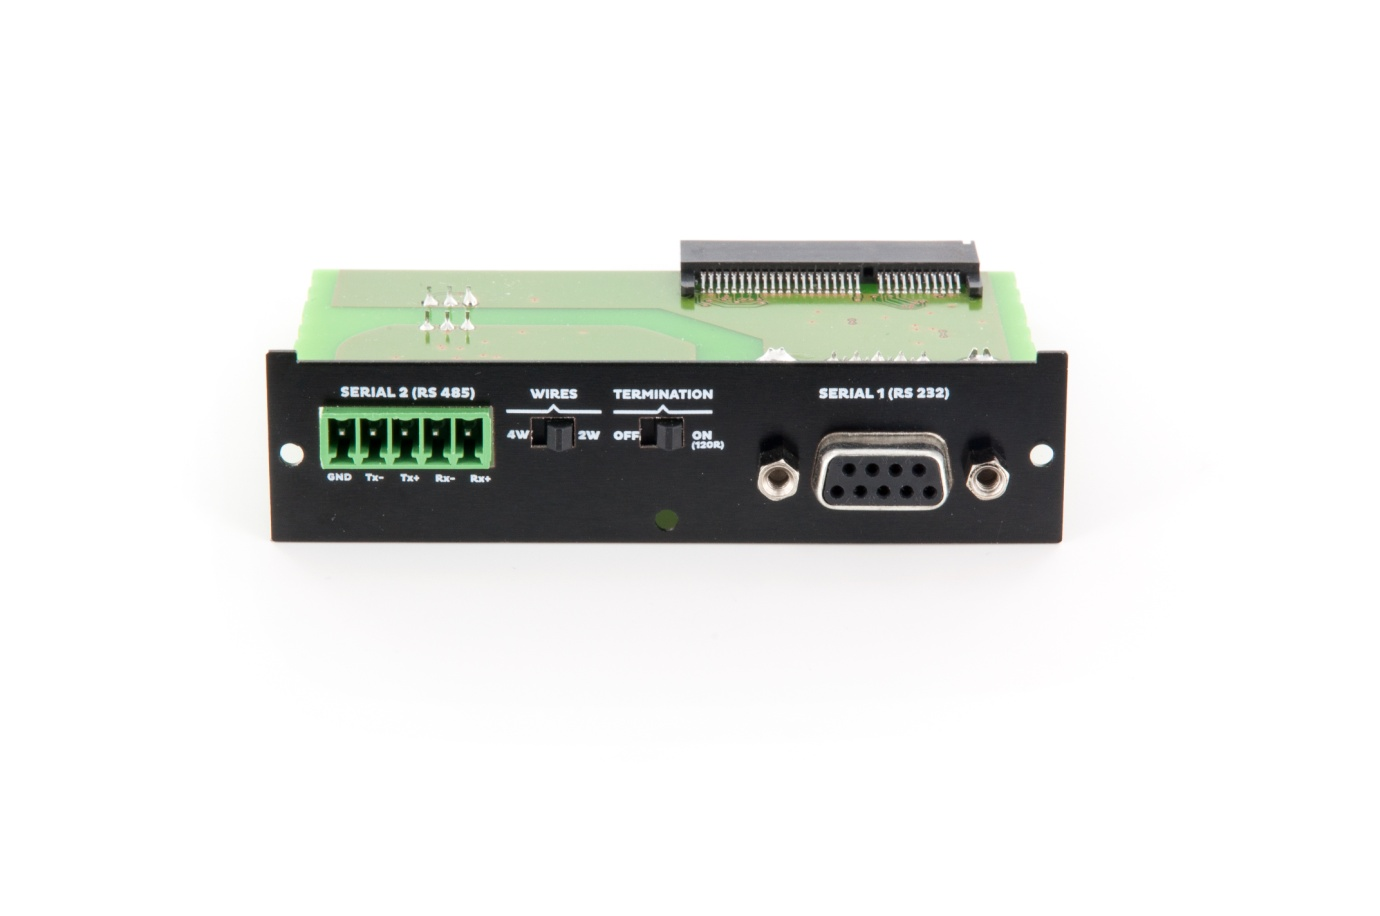 SERIAL 2 (RS 485)
WIRES
TERMINATION
SERIAL 1 (RS 232)
4W
2W
OFF
ON
(120R)
GND Tx- Tx+ Rx- Rx+